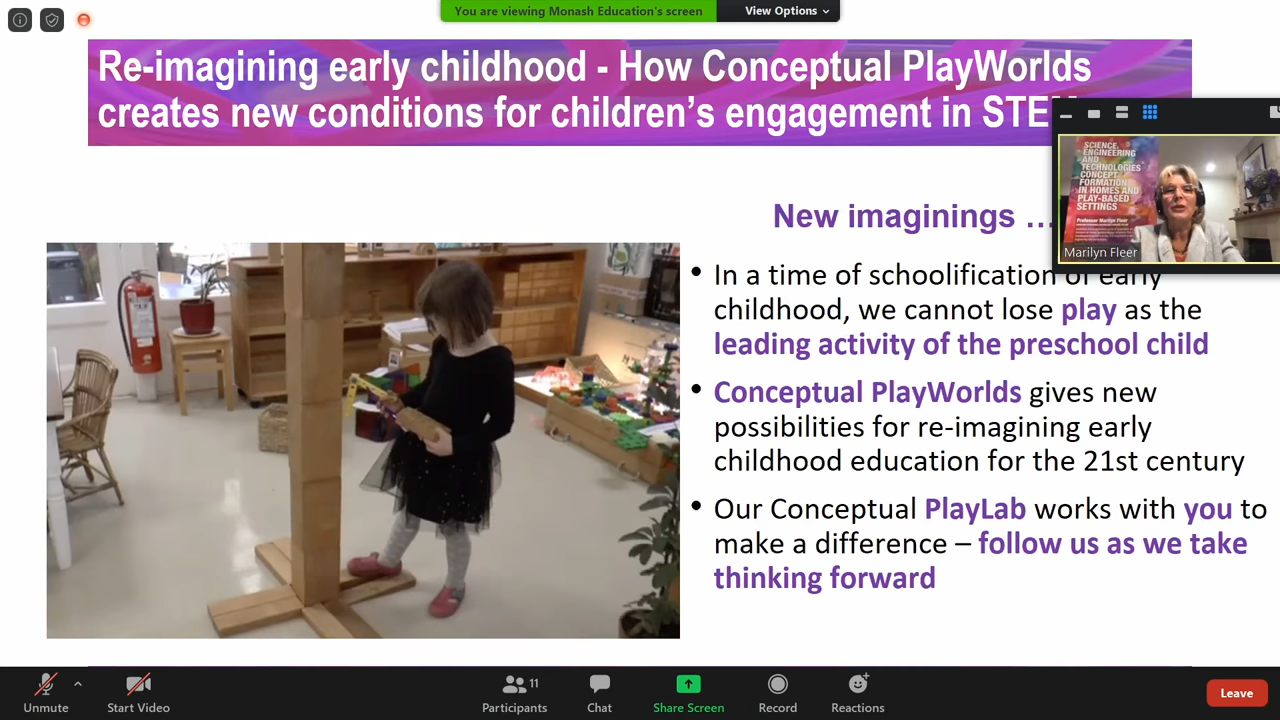 You are viewing Monash Education's screen
View Options
Re-imagining early childhood - How Conceptual PlayWorlds
creates new conditions for children's engagement in STE
SCIENCE,
ENGINEERING
AND
TECHNOLOGIES
CONCEPT
FORMATION
IN HOMES AND
PLAY-BASED
SETTINGS
Professor Marilyn Fleer
Marilyn Fleer
New imaginings …
• In a time of schoolification of early
childhood, we cannot lose play as the
leading activity of the preschool child
• Conceptual PlayWorlds gives new
possibilities for re-imagining early
childhood education for the 21st century
• Our Conceptual PlayLab works with you to
make a difference – follow us as we take
thinking forward
Unmute
Start Video
Participants
11
Chat
Share Screen
Record
Reactions
Leave